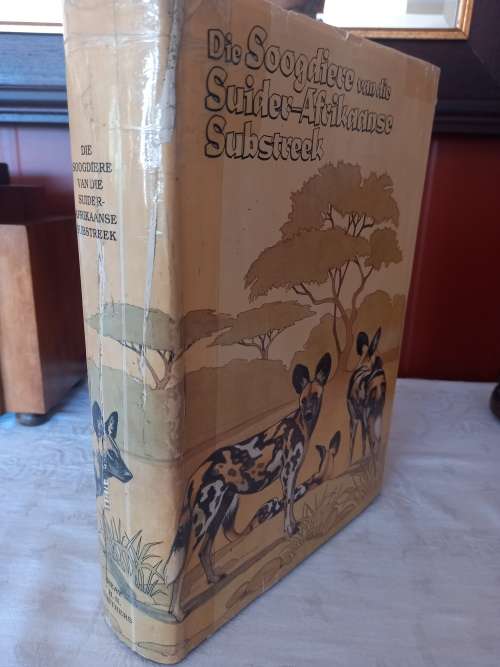 Die Soogdiere van die
Suider-Afrikaanse
Substreek
DIE
SOOGDIERE
VAN DIE
SUIDER-
AFRIKAANSE
SUBSTREEK